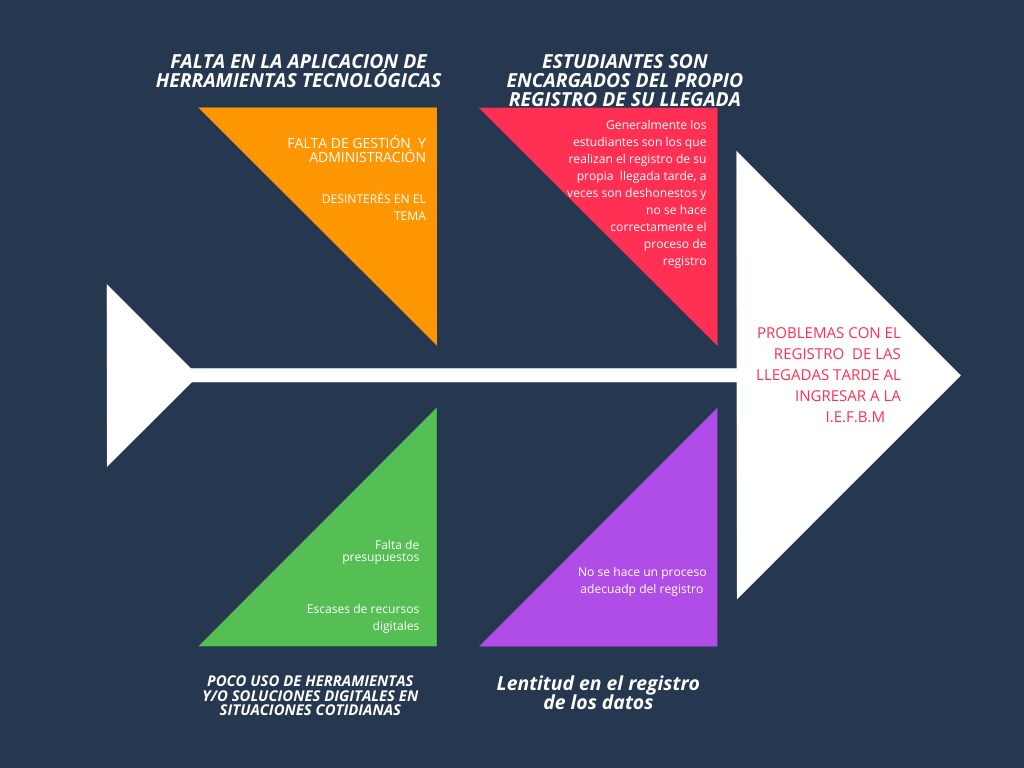 FALTA EN LA APLICACION DE
HERRAMIENTAS TECNOLÓGICAS
FALTA DE GESTIÓN Y
ADMINISTRACIÓN
DESINTERÉS EN EL
TEMA
ESTUDIANTES SON
ENCARGADOS DEL PROPIO
REGISTRO DE SU LLEGADA
Generalmente los
estudiantes son los que
realizan el registro de su
propia llegada tarde, a
veces son deshonestos y
no se hace
correctamente el
proceso de
registro
PROBLEMAS CON EL
REGISTRO DE LAS
LLEGADAS TARDE AL
INGRESAR A LA
I.E.F.B.M
Falta de
presupuestos
Escases de recursos
digitales
POCO USO DE HERRAMIENTAS
Y/O SOLUCIONES DIGITALES EN
SITUACIONES COTIDIANAS
No se hace un proceso
adecuadp del registro
Lentitud en el registro
de los datos